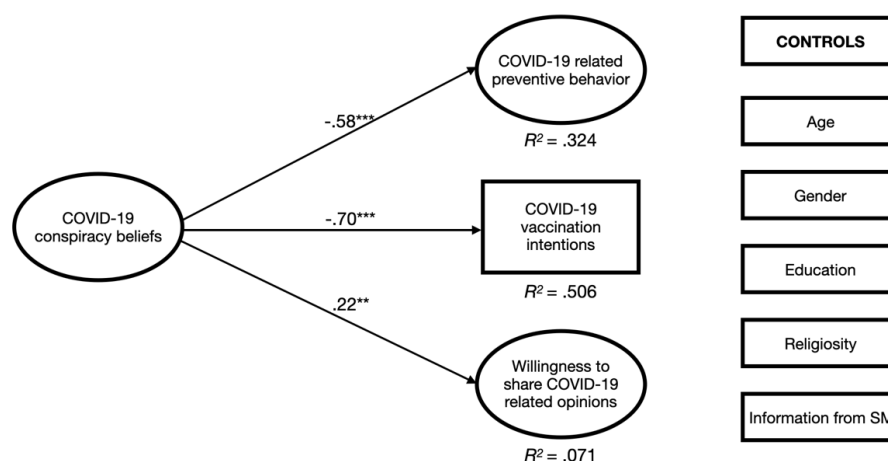 COVID-19 related
preventive behavior
R² = .324
-.58***
COVID-19
conspiracy beliefs
-.70***
COVID-19
vaccination
intentions
R² = .506
.22**
Willingness to
share COVID-19
related opinions
R² = .071
CONTROLS
Age
Gender
Education
Religiosity
Information from SM